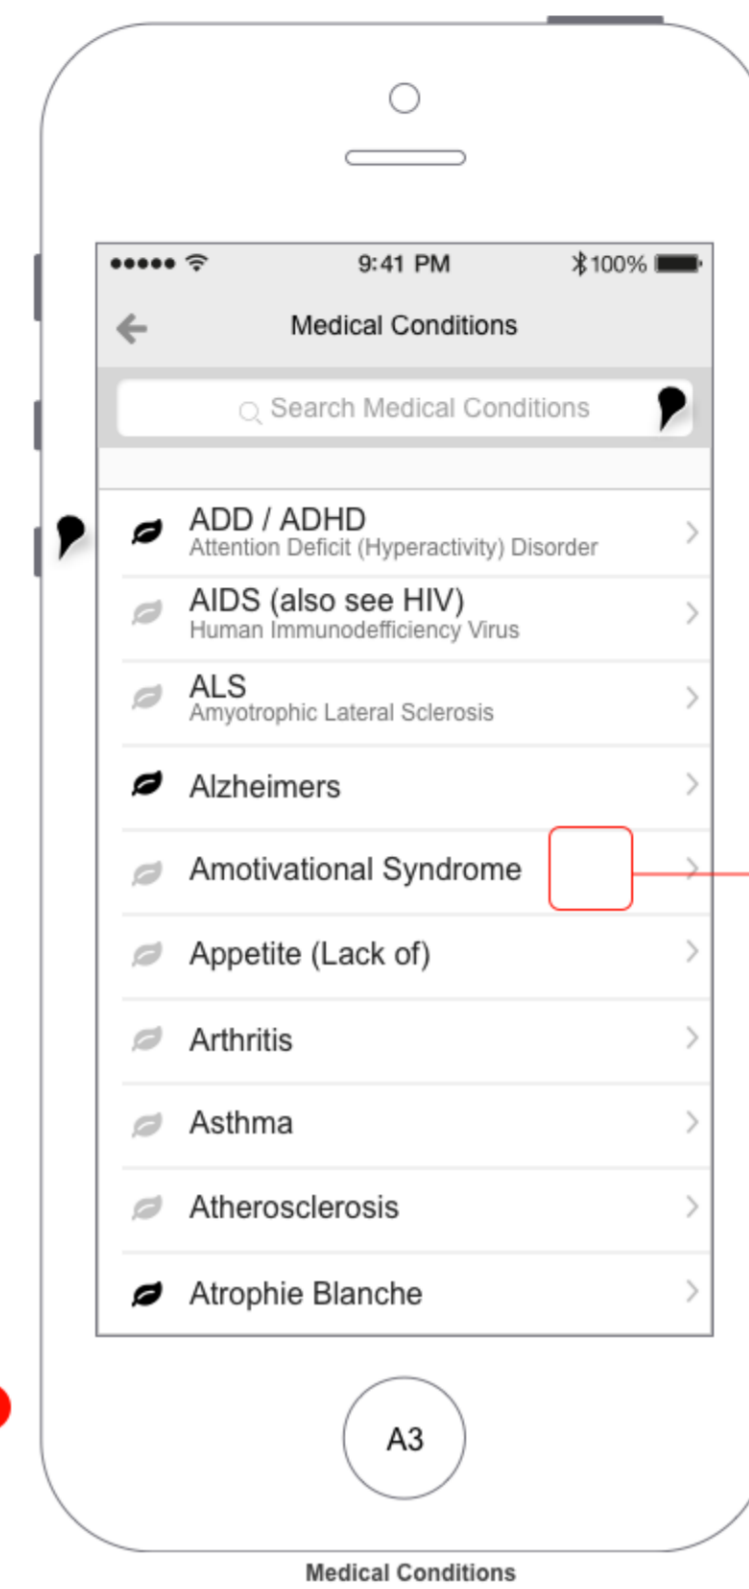 9:41 PM 100%
Medical Conditions
Search Medical Conditions
ADD / ADHD
Attention Deficit (Hyperactivity) Disorder
AIDS (also see HIV)
Human Immunodefficiency Virus
ALS
Amyotrophic Lateral Sclerosis
Alzheimers
Amotivational Syndrome
Appetite (Lack of)
Arthritis
Asthma
Atherosclerosis
Atrophie Blanche
A3
Medical Conditions